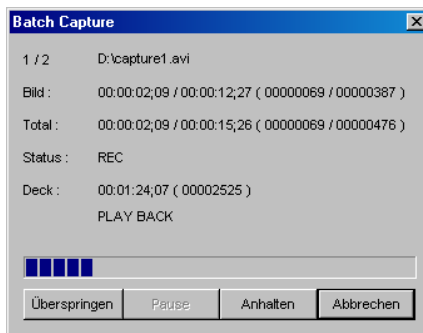 Batch Capture
1 / 2 D:\capture1.avi
Bild : 00:00:02;09 / 00:00:12;27 ( 00000069 / 00000387 )
Total : 00:00:02;09 / 00:00:15;26 ( 00000069 / 00000476 )
Status : REC
Deck : 00:01:24;07 ( 00002525 )
PLAY BACK
Überspringen Pause Anhalten Abbrechen